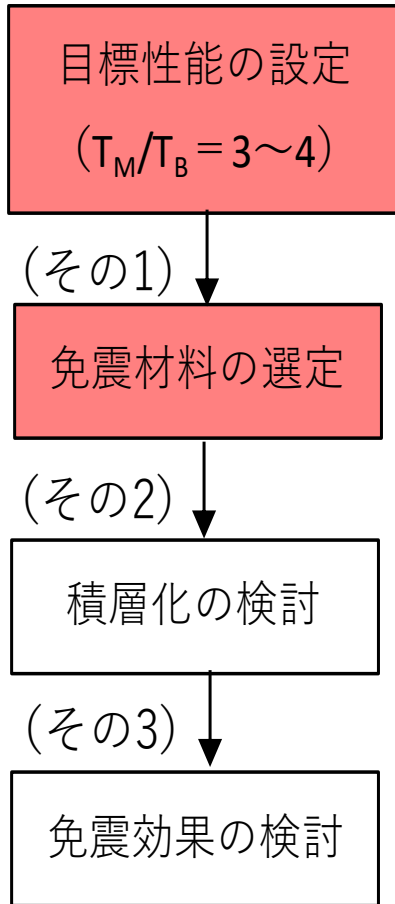 目標性能の設定
（TM/TB＝3～4）
（その1）
免震材料の選定
（その2）
積層化の検討
（その3）
免震効果の検討